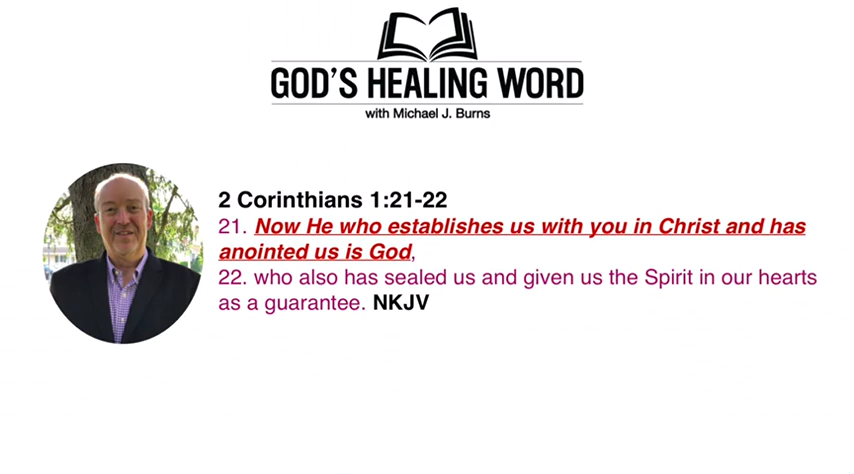 GOD'S HEALING WORD
with Michael J. Burns
2 Corinthians 1:21-22
21. Now He who establishes us with you in Christ and has
anointed us is God,
22. who also has sealed us and given us the Spirit in our hearts
as a guarantee. NKJV